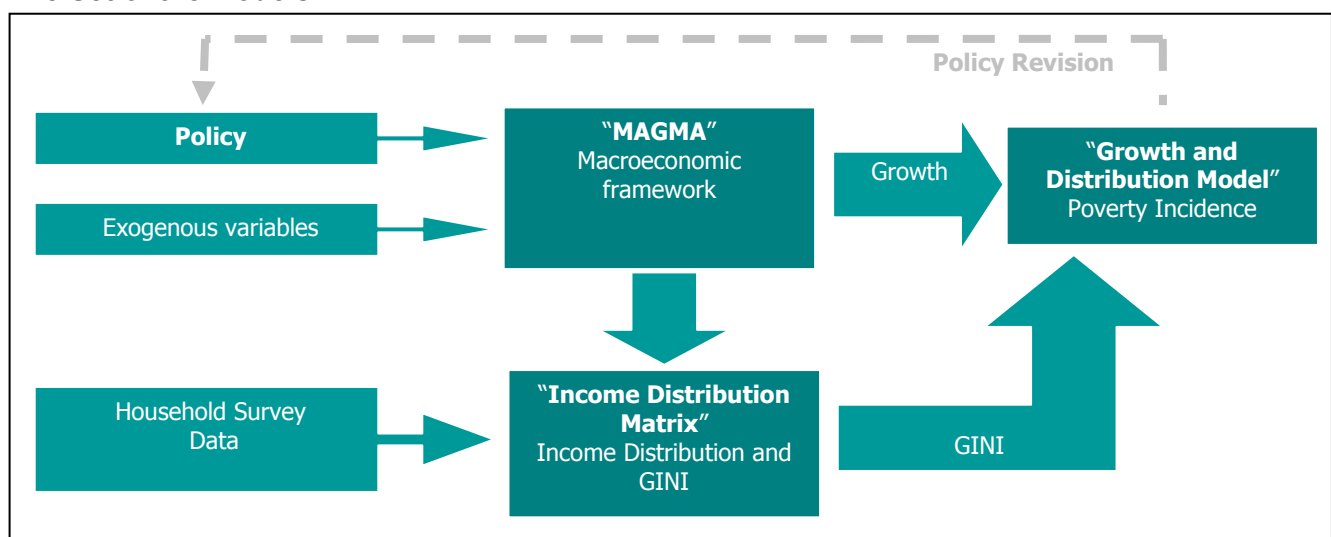 Policy Revision
Policy
Exogenous variables
“MAGMA”
Macroeconomic
framework
Growth
“Growth and
Distribution Model”
Poverty Incidence
Household Survey
Data
“Income Distribution
Matrix”
Income Distribution and
GINI
GINI